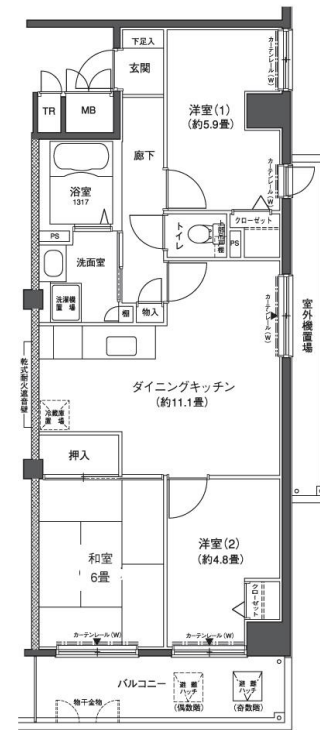 下足入
玄関
カーテンレール(W)
TR
MB
洋室(1)
(約5.9畳)
廊下
浴室
1317
カーテンレール(W)
クローゼット
トイレ
PS
PS
洗面室
洗濯機
置場
棚
物入
カーテンレール(W)
室外機置場
乾式耐火遮音壁
ダイニングキッチン
(約11.1畳)
冷蔵庫
置場
押入
和室
6畳
洋室(2)
(約4.8畳)
クローゼット
カーテンレール(W)
カーテンレール(W)
バルコニー
物干金物
避難
ハッチ
(偶数階)
避難
ハッチ
(奇数階)